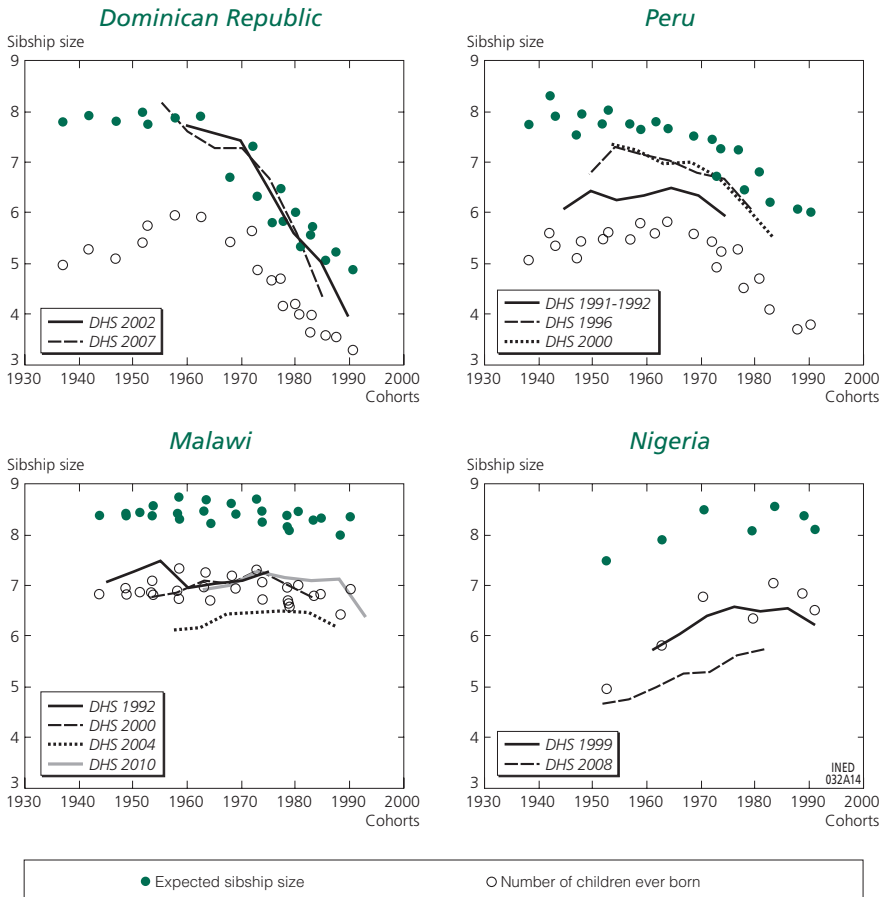 Dominican Republic
Sibship size
9
8
7
6
5
4
3
DHS 2002
DHS 2007
1930 1940 1950 1960 1970 1980 1990 2000
Cohorts
Peru
Sibship size
9
8
7
6
5
4
3
DHS 1991-1992
DHS 1996
DHS 2000
1930 1940 1950 1960 1970 1980 1990 2000
Cohorts
Malawi
Sibship size
9
8
7
6
5
4
3
DHS 1992
DHS 2000
DHS 2004
DHS 2010
1930 1940 1950 1960 1970 1980 1990 2000
Cohorts
Nigeria
Sibship size
9
8
7
6
5
4
3
DHS 1999
DHS 2008
INED
032A14
1930 1940 1950 1960 1970 1980 1990 2000
Cohorts
Expected sibship size
Number of children ever born